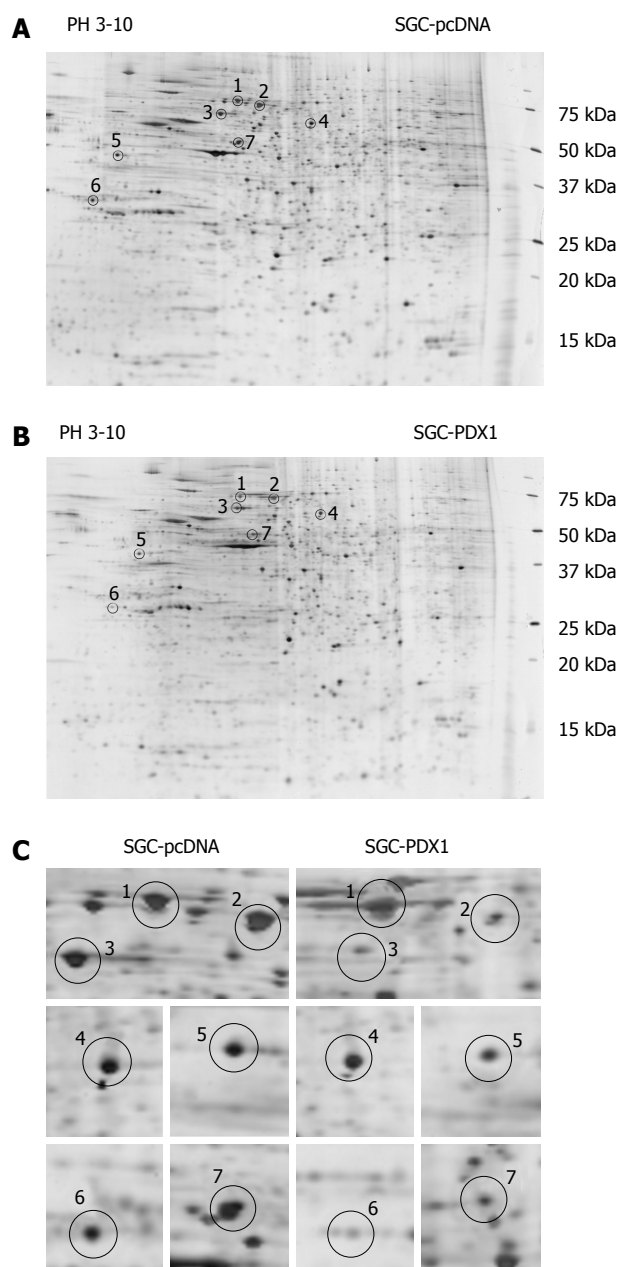 A PH 3-10 SGC-pcDNA
1 2
3 4
5 7
6
75 kDa
50 kDa
37 kDa
25 kDa
20 kDa
15 kDa
B PH 3-10 SGC-PDX1
1 2
3 4
7
5
6
75 kDa
50 kDa
37 kDa
25 kDa
20 kDa
15 kDa
C SGC-pcDNA SGC-PDX1
1 2 1 2
3 3
4 5 4 5
6 7 6 7